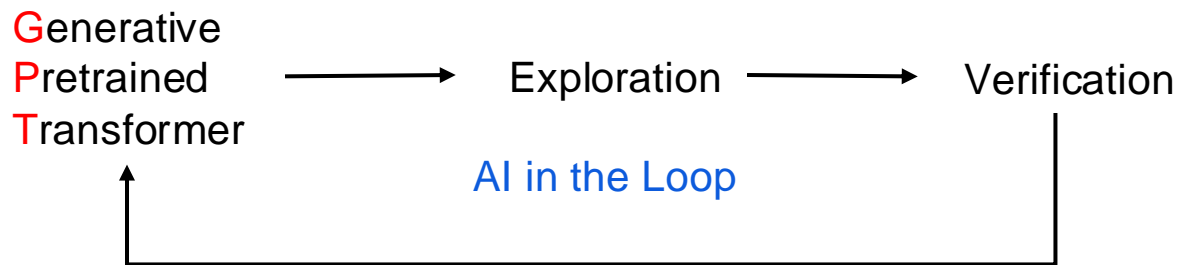 Generative
Pretrained
Transformer
Exploration
Verification
AI in the Loop